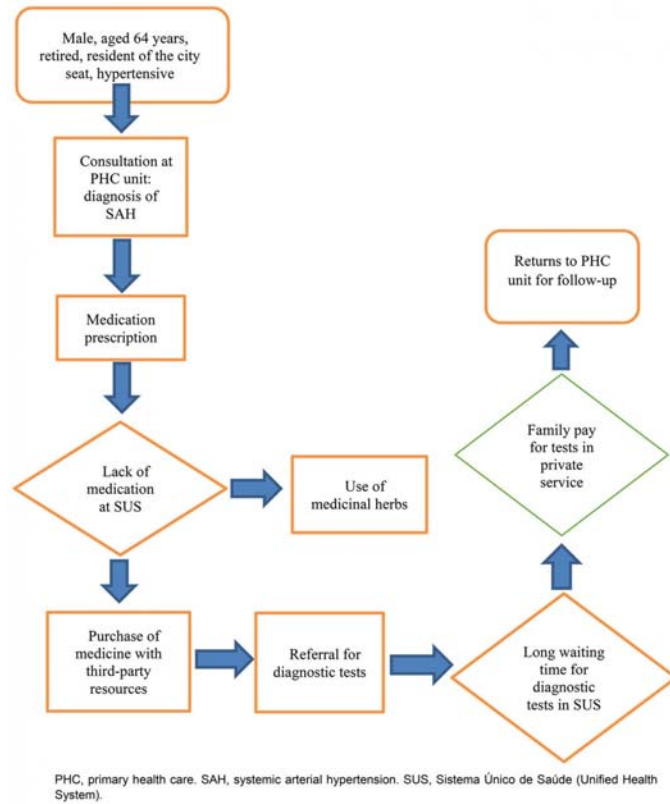 Male, aged 64 years,
retired, resident of the city
seat, hypertensive
Consultation at
PHC unit:
diagnosis of
SAH
Medication
prescription
Lack of
medication
at SUS
Use of
medicinal herbs
Purchase of
medicine with
third-party
resources
Referral for
diagnostic tests
Long waiting
time for
diagnostic
tests in SUS
Family pay
for tests in
private
service
Returns to PHC
unit for follow-up
PHC, primary health care. SAH, systemic arterial hypertension. SUS, Sistema Único de Saúde (Unified Health
System).